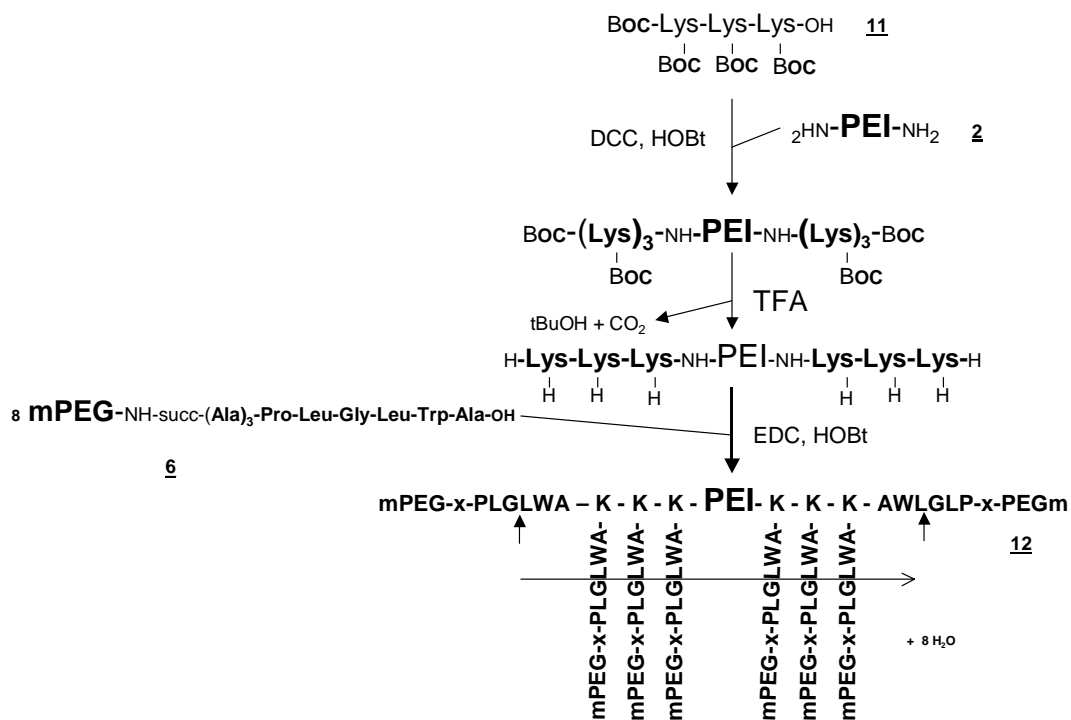 Boc-Lys-Lys-Lys-OH 11
Boc Boc Boc
DCC, HOBt
2HN-PEI-NH2 2
Boc-(Lys)3-NH-PEI-NH-(Lys)3-Boc
Boc Boc
TFA
tBuOH + CO2
H-Lys-Lys-Lys-NH-PEI-NH-Lys-Lys-Lys-H
H H H H H H
8 mPEG-NH-succ-(Ala)3-Pro-Leu-Gly-Leu-Trp-Ala-OH
EDC, HOBt
6
mPEG-x-PLGLWA – K - K - K - PEI- K - K - K - AWLGLP-x-PEGm
12
mPEG-x-PLGLWA-
mPEG-x-PLGLWA-
mPEG-x-PLGLWA-
mPEG-x-PLGLWA-
mPEG-x-PLGLWA-
mPEG-x-PLGLWA-
+ 8 H2O